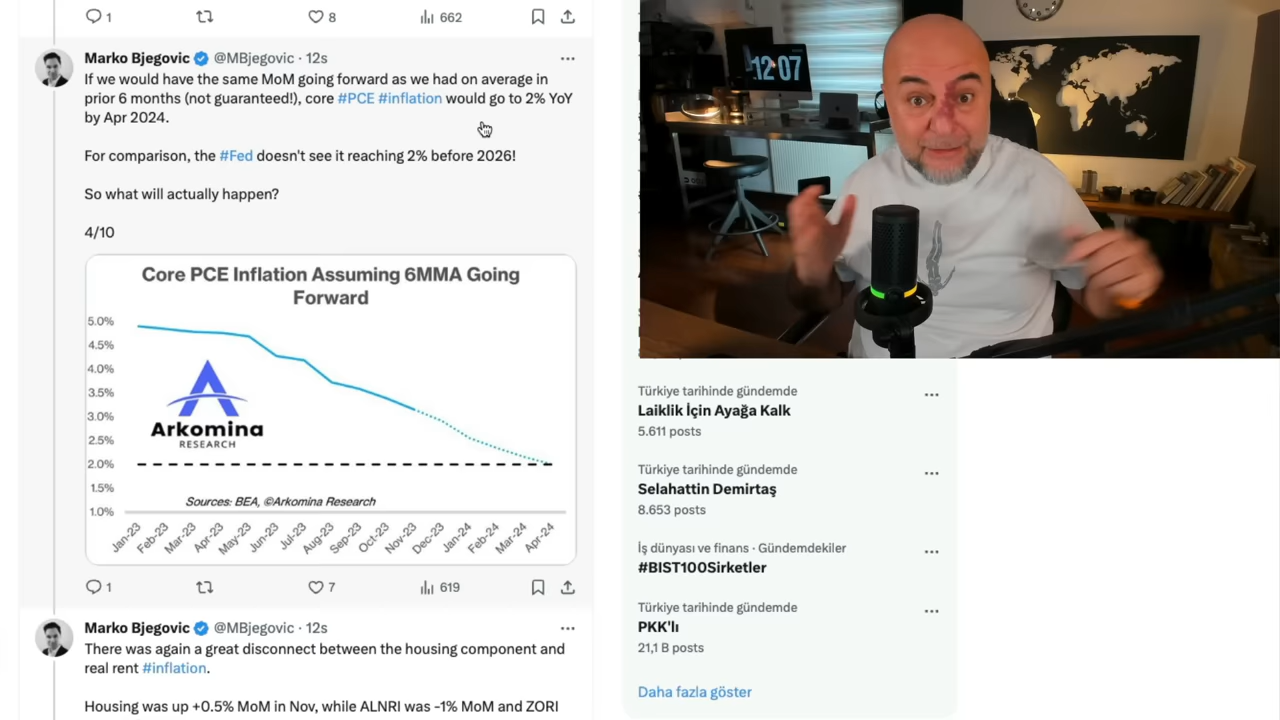 1 8 662
Marko Bjegovic @MBjegovic · 12s
If we would have the same MoM going forward as we had on average in
prior 6 months (not guaranteed!), core #PCE #inflation would go to 2% YoY
by Apr 2024.
For comparison, the #Fed doesn't see it reaching 2% before 2026!
So what will actually happen?
4/10
Core PCE Inflation Assuming 6MMA Going
Forward
5.0%
4.5%
4.0%
3.5%
3.0%
2.5%
2.0%
1.5%
1.0%
Arkomina
RESEARCH
Sources: BEA, ©Arkomina Research
Jan-23 Feb-23 Mar-23 Apr-23 May-23 Jun-23 Jul-23 Aug-23 Sep-23 Oct-23 Nov-23 Dec-23 Jan-24 Feb-24 Mar-24 Apr-24
1 7 619
Marko Bjegovic @MBjegovic · 12s
There was again a great disconnect between the housing component and
real rent #inflation.
Housing was up +0.5% MoM in Nov, while ALNRI was -1% MoM and ZORI
12 07
Türkiye tarihinde gündemde
Laiklik İçin Ayağa Kalk
5.611 posts
Türkiye tarihinde gündemde
Selahattin Demirtaş
8.653 posts
İş dünyası ve finans · Gündemdekiler
#BIST100Sirketler
Türkiye tarihinde gündemde
PKK'lı
21,1 B posts
Daha fazla göster